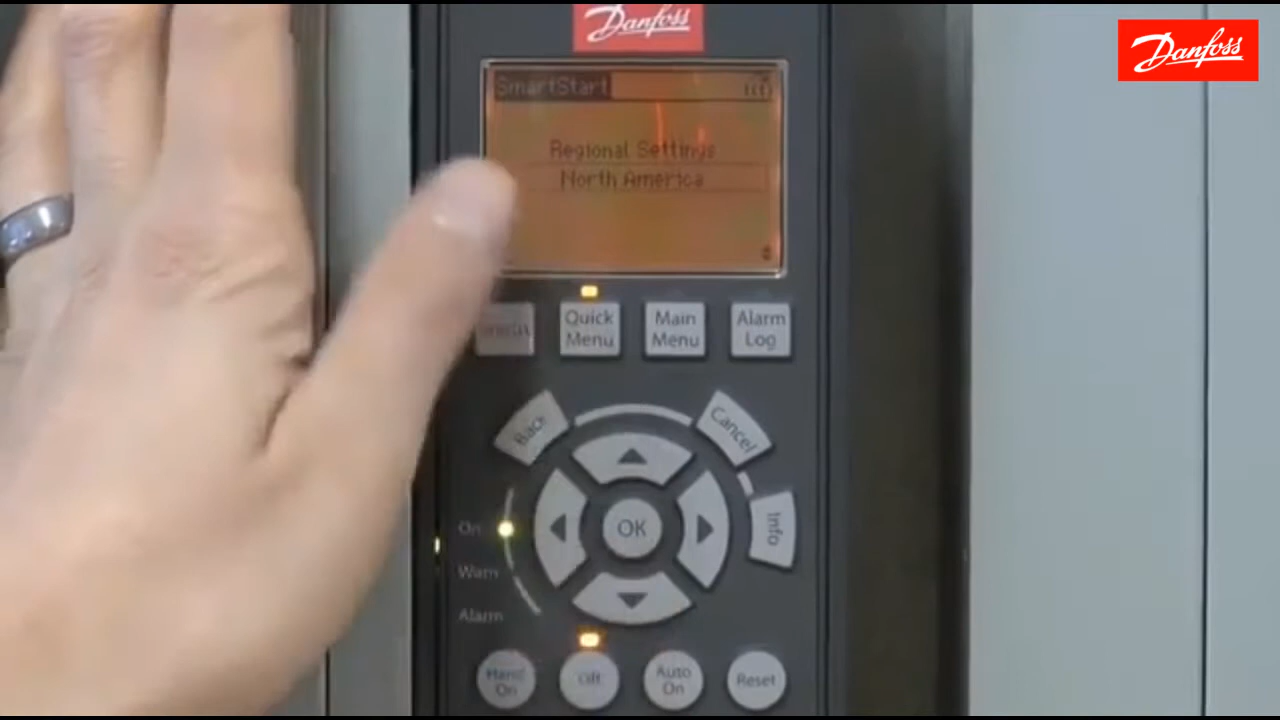 Danfoss
Danfoss
SmartStart
Regional Settings
North America
Quick Menu
Main Menu
Alarm Log
Back
Cancel
OK
Info
On
Warn
Alarm
Hand On
Off
Auto On
Reset